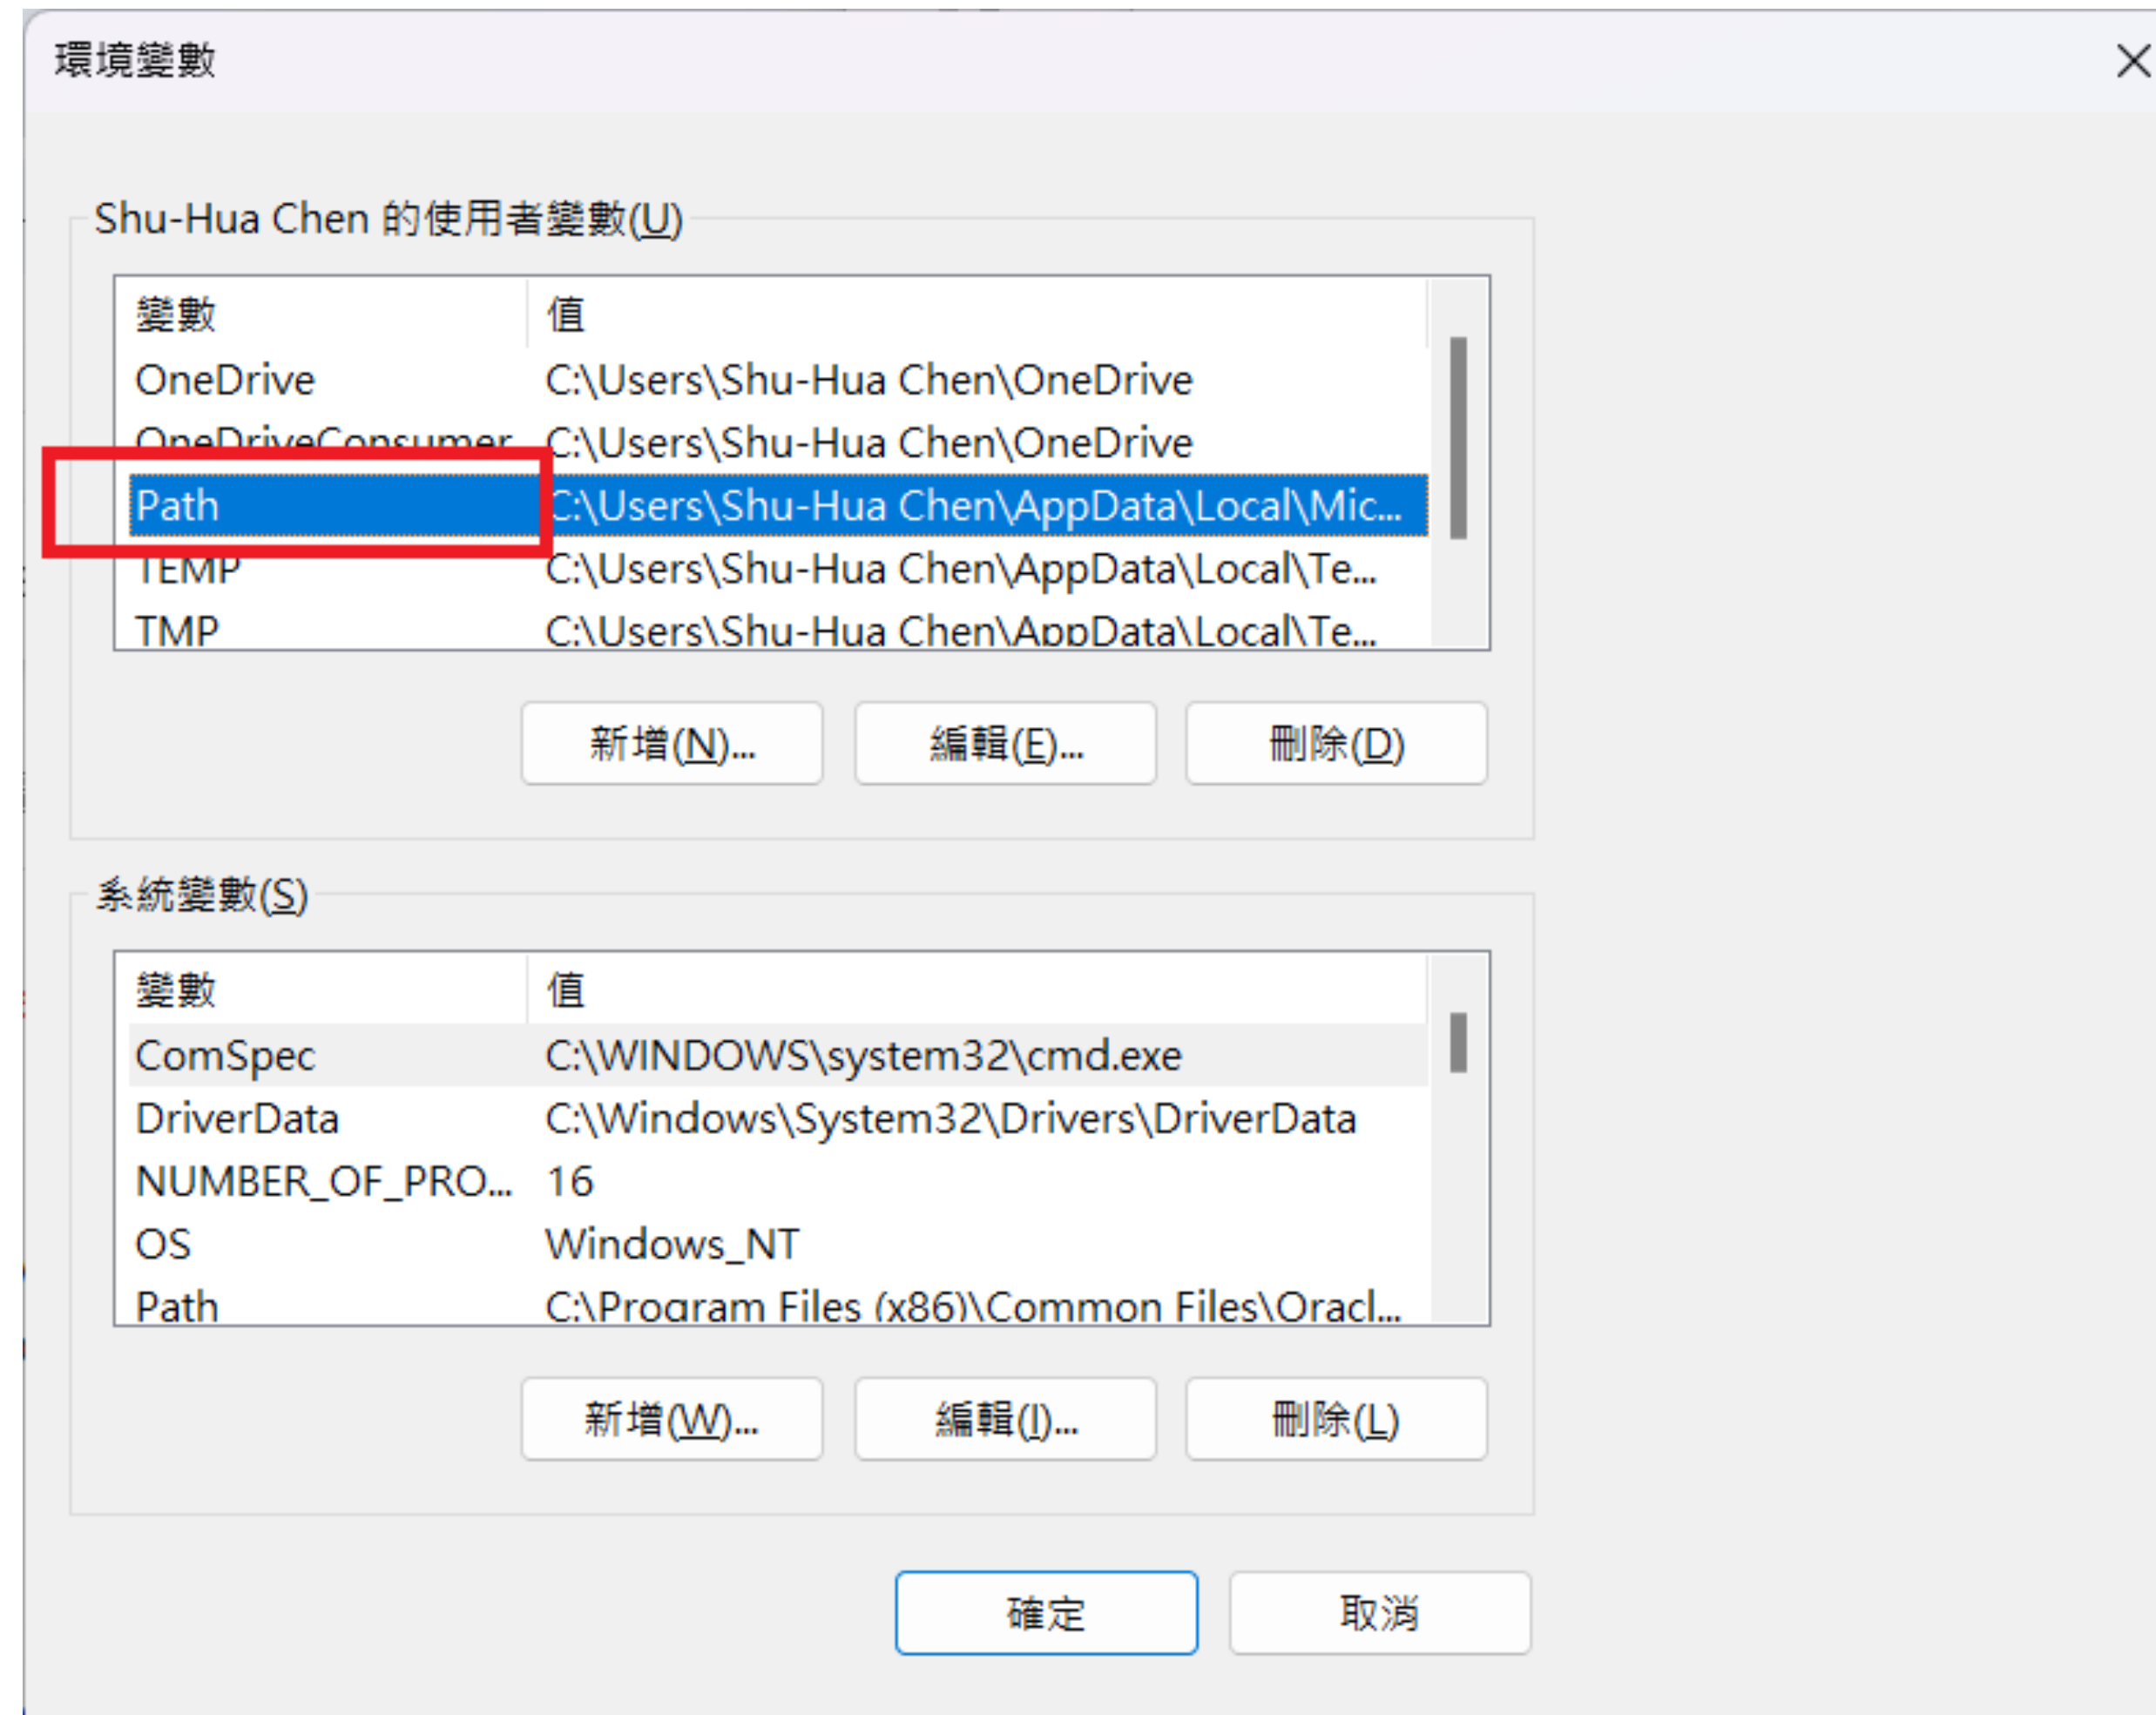 環境變數
Shu-Hua Chen 的使用者變數(U)
變數 值
OneDrive C:\Users\Shu-Hua Chen\OneDrive
OneDriveConsumer C:\Users\Shu-Hua Chen\OneDrive
Path C:\Users\Shu-Hua Chen\AppData\Local\Mic...
TEMP C:\Users\Shu-Hua Chen\AppData\Local\Te...
TMP C:\Users\Shu-Hua Chen\AppData\Local\Te...
新增(N)... 編輯(E)... 刪除(D)
系統變數(S)
變數 值
ComSpec C:\WINDOWS\system32\cmd.exe
DriverData C:\Windows\System32\Drivers\DriverData
NUMBER_OF_PRO... 16
OS Windows_NT
Path C:\Program Files (x86)\Common Files\Oracl...
新增(W)... 編輯(I)... 刪除(L)
確定 取消